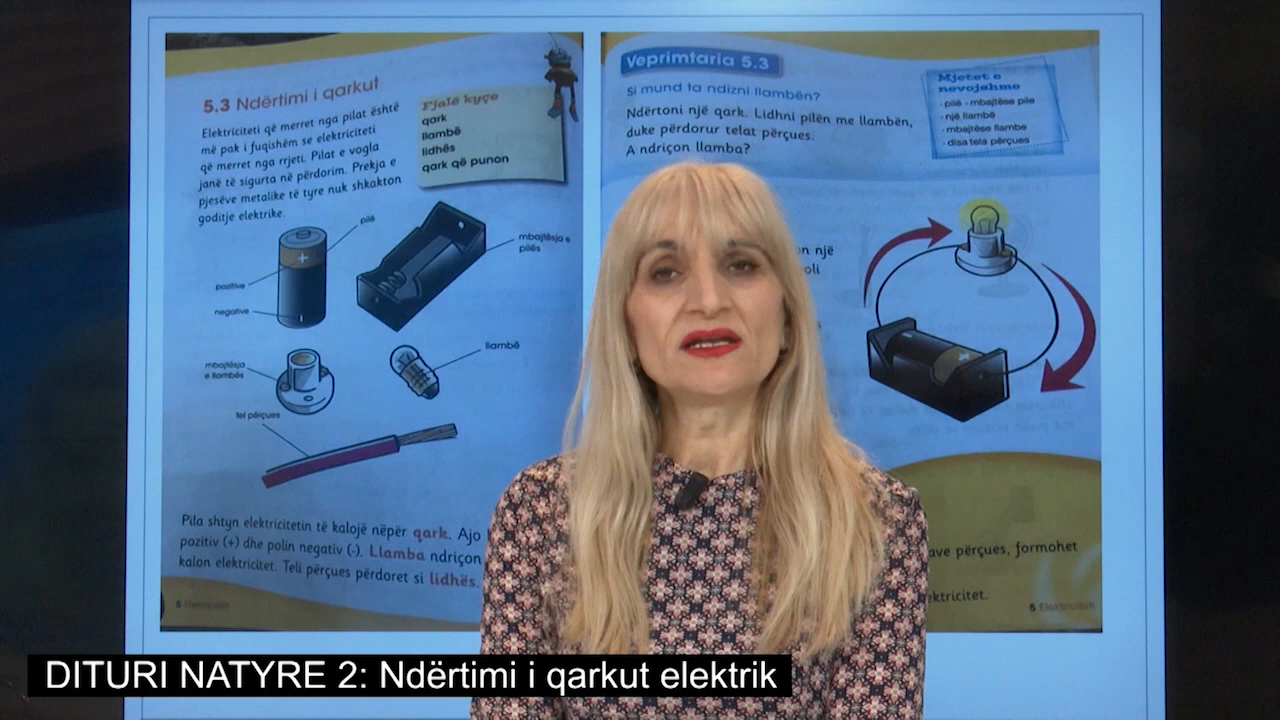 5.3 Ndërtimi i qarkut
Elektriciteti që merret nga pilat është
më pak i fuqishëm se elektriciteti
që merret nga rrjeti. Pilat e vogla
janë të sigurta në përdorim. Prekja e
pjesëve metalike të tyre nuk shkakton
goditje elektrike.
Fjalë kyçe
qark
llambë
lidhës
qark që punon
pilë
mbajtësja e
pilës
pozitive
negative
mbajtësja
e llambës
llambë
tel përçues
Pila shtyn elektricitetin të kalojë nëpër qark. Ajo
pozitiv (+) dhe polin negativ (-). Llamba ndriçon
kalon elektricitet. Teli përçues përdoret si lidhës.
5 Elektriciteti
Veprimtaria 5.3
Si mund ta ndizni llambën?
Ndërtoni një qark. Lidhni pilën me llambën,
duke përdorur telat përçues.
A ndriçon llamba?
Mjetet e
nevojshme
- pilë - mbajtëse pile
- një llambë
- mbajtëse llambe
- disa tela përçues
një
oli
përçues, formohet
5 Elektriciteti
DITURI NATYRE 2: Ndërtimi i qarkut elektrik